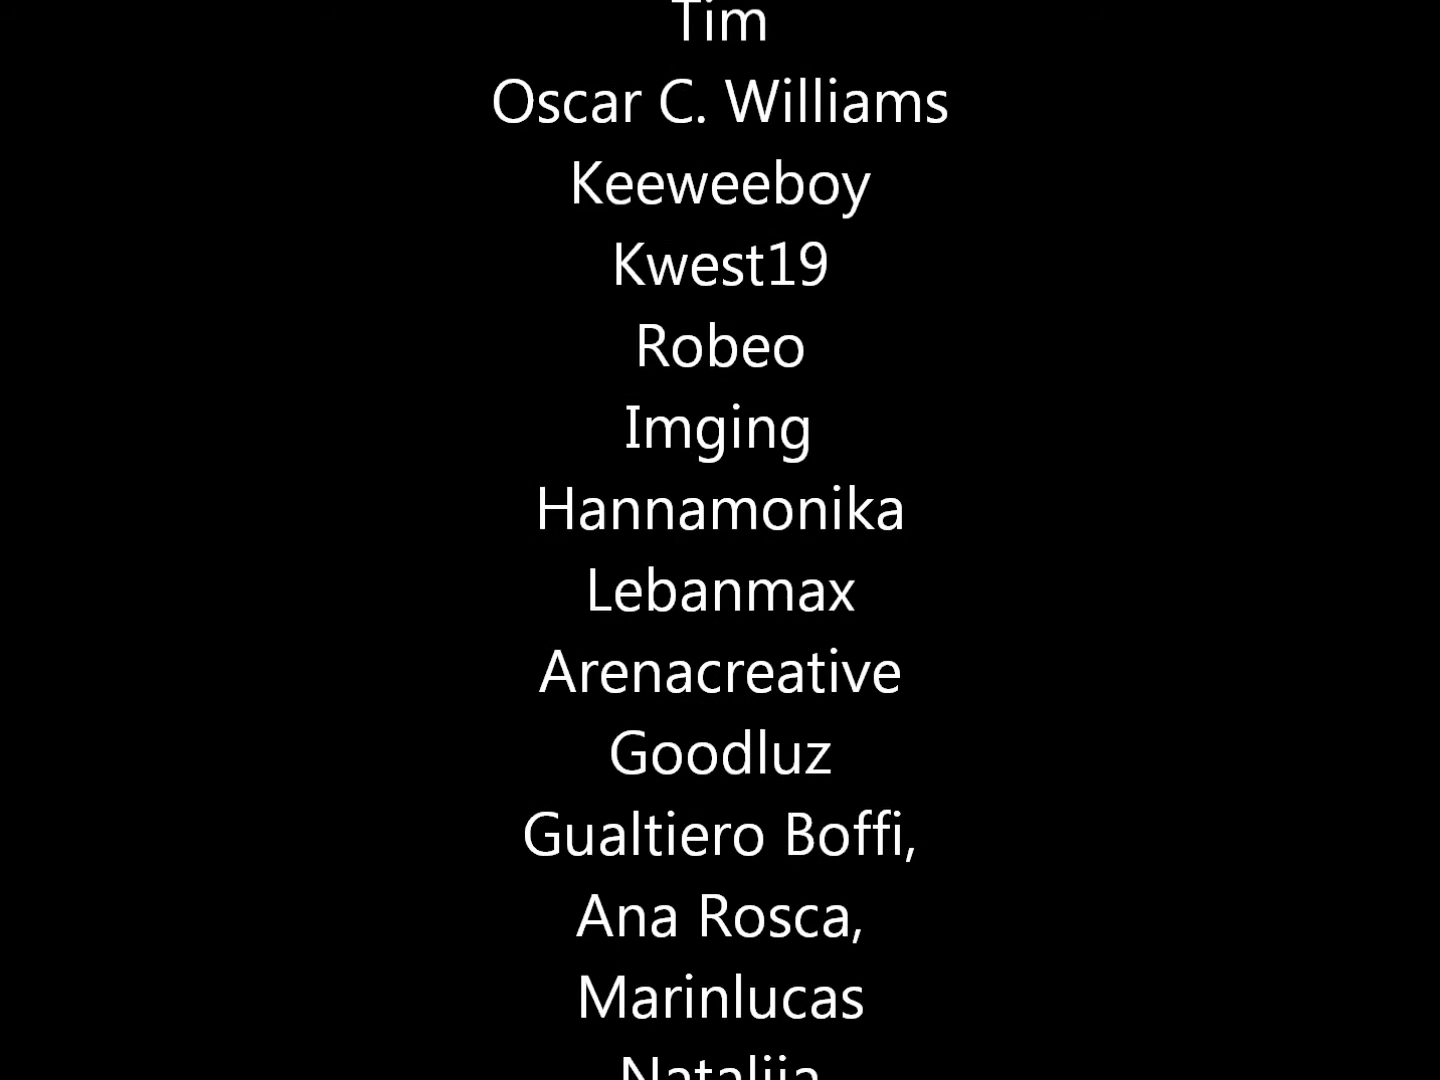 Tim
Oscar C. Williams
Keeweeboy
Kwest19
Robeo
Imging
Hannamonika
Lebanmax
Arenacreative
Goodluz
Gualtiero Boffi,
Ana Rosca,
Marinlucas